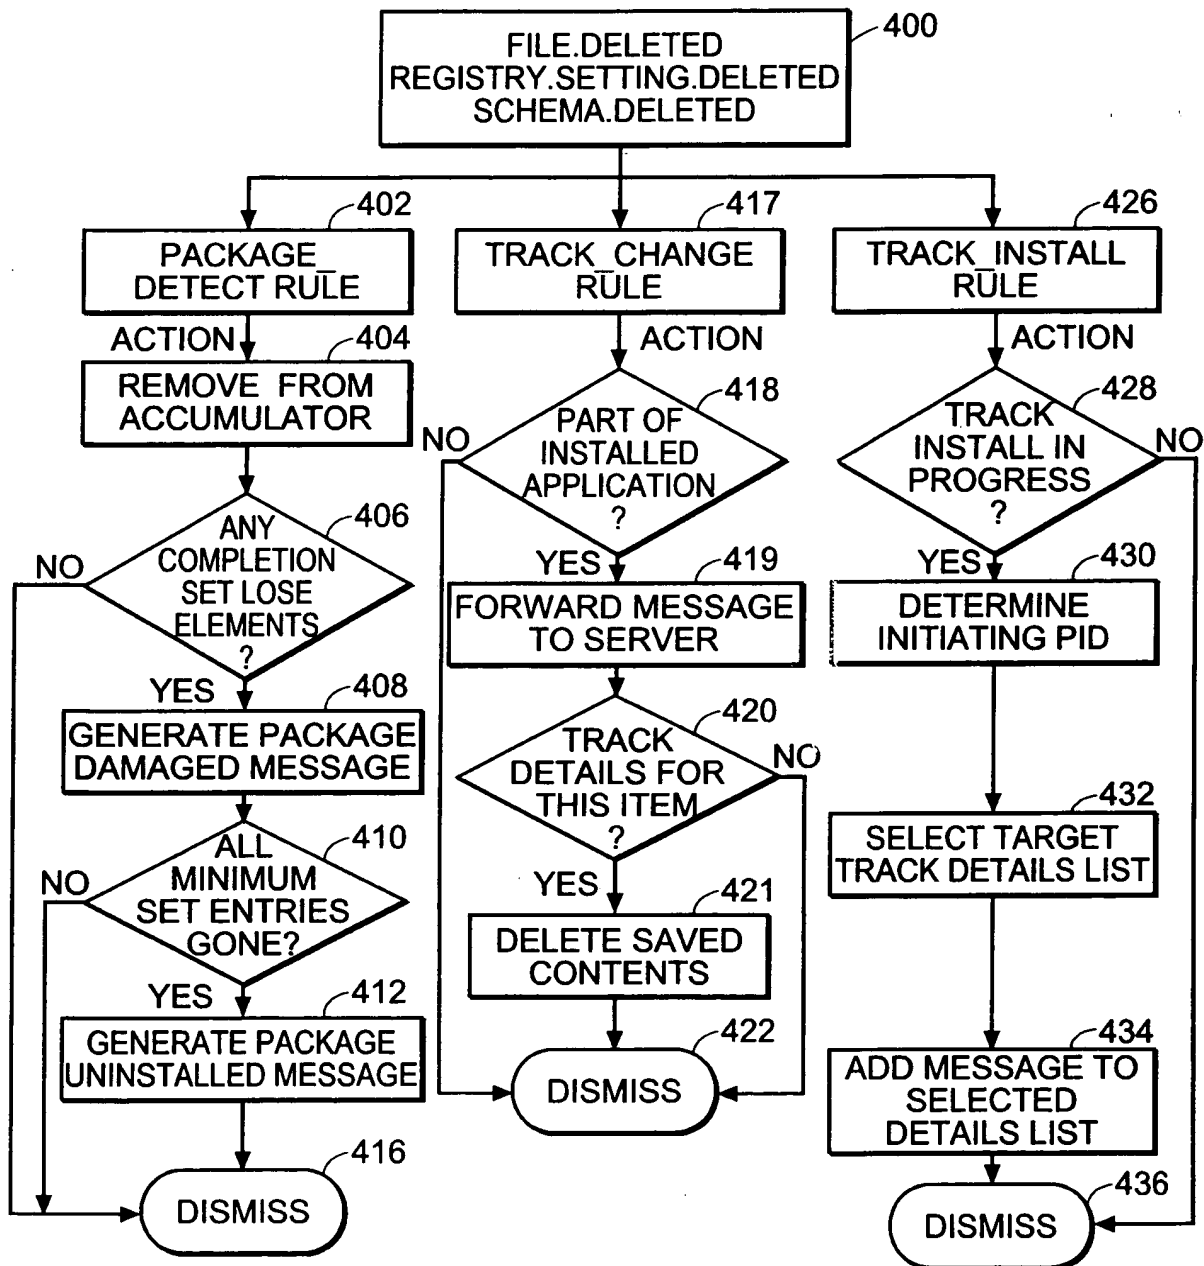 400
FILE.DELETED
REGISTRY.SETTING.DELETED
SCHEMA.DELETED
402
PACKAGE_
DETECT RULE
ACTION
404
REMOVE FROM
ACCUMULATOR
406
ANY
COMPLETION
SET LOSE
ELEMENTS
?
NO
YES
408
GENERATE PACKAGE
DAMAGED MESSAGE
410
ALL
MINIMUM
SET ENTRIES
GONE?
NO
YES
412
GENERATE PACKAGE
UNINSTALLED MESSAGE
416
DISMISS
417
TRACK_CHANGE
RULE
ACTION
418
PART OF
INSTALLED
APPLICATION
?
NO
YES
419
FORWARD MESSAGE
TO SERVER
420
TRACK
DETAILS FOR
THIS ITEM
?
NO
YES
421
DELETE SAVED
CONTENTS
422
DISMISS
426
TRACK_INSTALL
RULE
ACTION
428
TRACK
INSTALL IN
PROGRESS
?
NO
YES
430
DETERMINE
INITIATING PID
432
SELECT TARGET
TRACK DETAILS LIST
434
ADD MESSAGE TO
SELECTED
DETAILS LIST
436
DISMISS